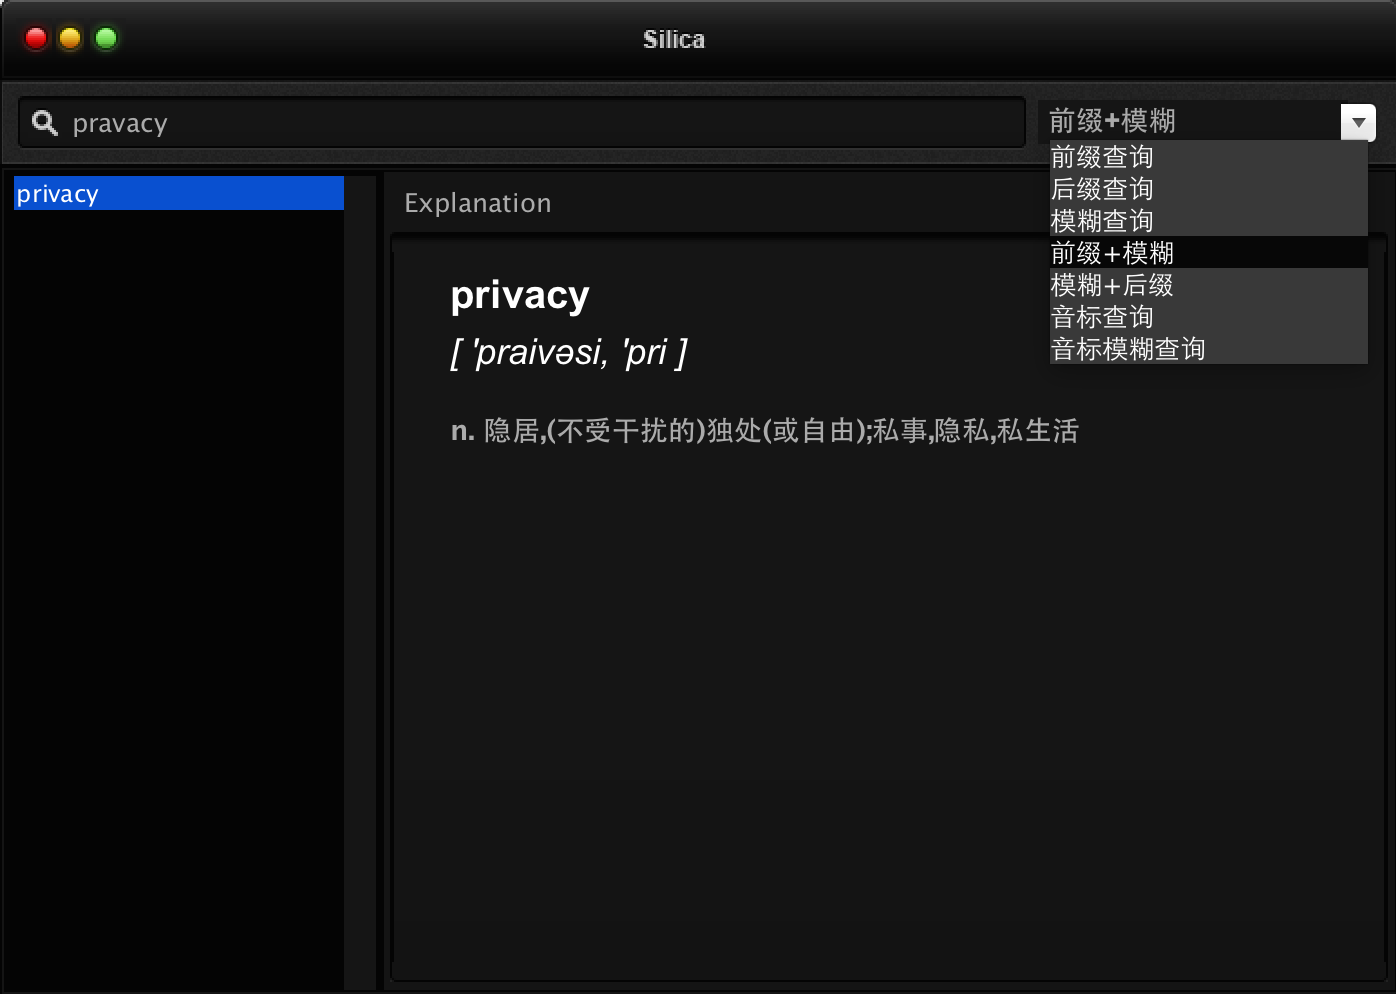 Silica
pravacy
前缀+模糊
前缀查询
后缀查询
模糊查询
前缀+模糊
模糊+后缀
音标查询
音标模糊查询
privacy
Explanation
privacy
[ 'praivəsi, 'pri ]
n. 隐居,(不受干扰的)独处(或自由);私事,隐私,私生活